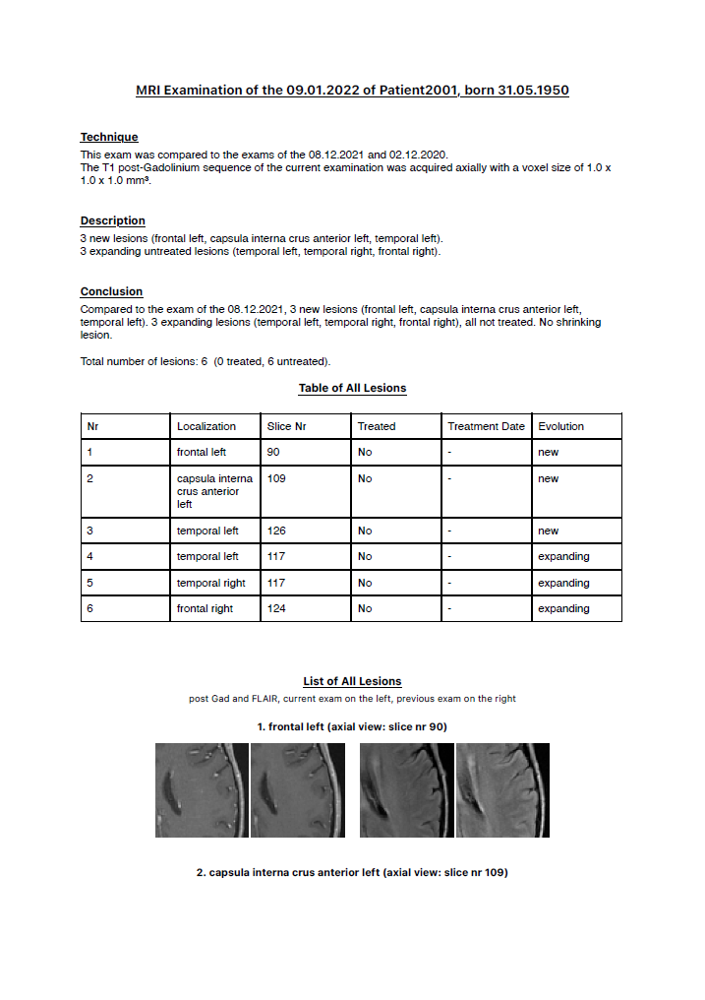 MRI Examination of the 09.01.2022 of Patient2001, born 31.05.1950
Technique
This exam was compared to the exams of the 08.12.2021 and 02.12.2020.
The T1 post-Gadolinium sequence of the current examination was acquired axially with a voxel size of 1.0 x
1.0 x 1.0 mm³.
Description
3 new lesions (frontal left, capsula interna crus anterior left, temporal left).
3 expanding untreated lesions (temporal left, temporal right, frontal right).
Conclusion
Compared to the exam of the 08.12.2021, 3 new lesions (frontal left, capsula interna crus anterior left,
temporal left). 3 expanding lesions (temporal left, temporal right, frontal right), all not treated. No shrinking
lesion.
Total number of lesions: 6 (0 treated, 6 untreated).
Table of All Lesions
Nr Localization Slice Nr Treated Treatment Date Evolution
1 frontal left 90 No - new
2 capsula interna 109 No - new
crus anterior
left
3 temporal left 126 No - new
4 temporal left 117 No - expanding
5 temporal right 117 No - expanding
6 frontal right 124 No - expanding
List of All Lesions
post Gad and FLAIR, current exam on the left, previous exam on the right
1. frontal left (axial view: slice nr 90)
2. capsula interna crus anterior left (axial view: slice nr 109)